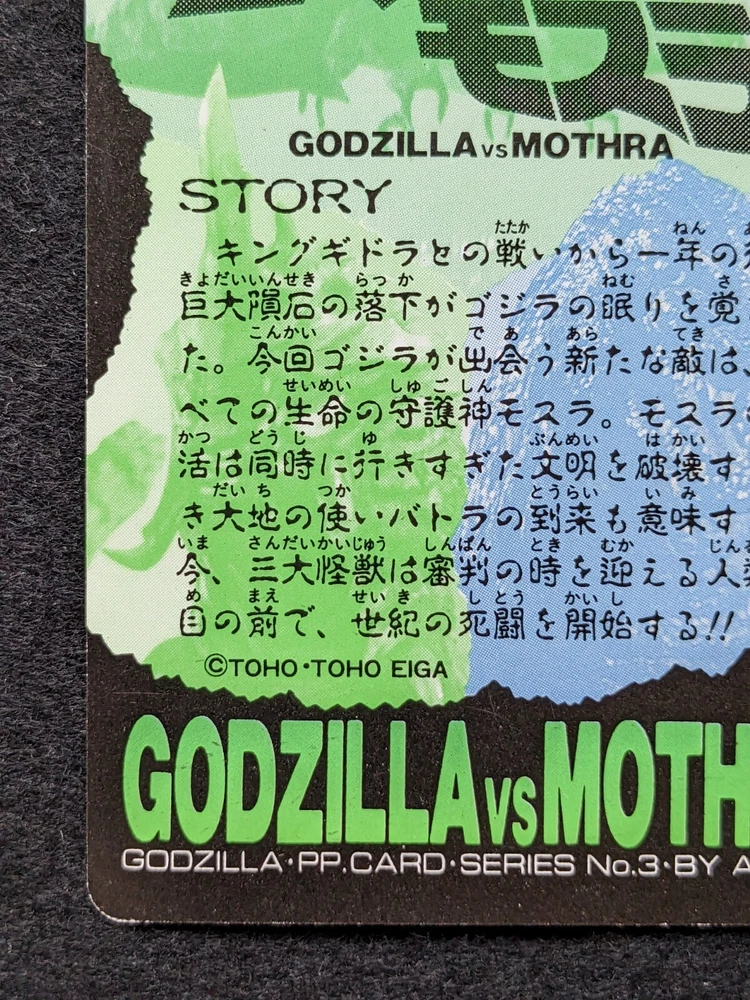 モスラ
GODZILLA vs MOTHRA
STORY
キングギドラとの戦いから一年の
巨大隕石の落下がゴジラの眠りを覚
た。今回ゴジラが出会う新たな敵は、
べての生命の守護神モスラ。モスラ
活は同時に行きすぎた文明を破壊す
き大地の使いバトラの到来も意味す
今、三大怪獣は審判の時を迎える人
目の前で、世紀の死闘を開始する!!
©TOHO・TOHO EIGA
GODZILLA VS MOTH
GODZILLA・PP.CARD・SERIES No.3・BY A